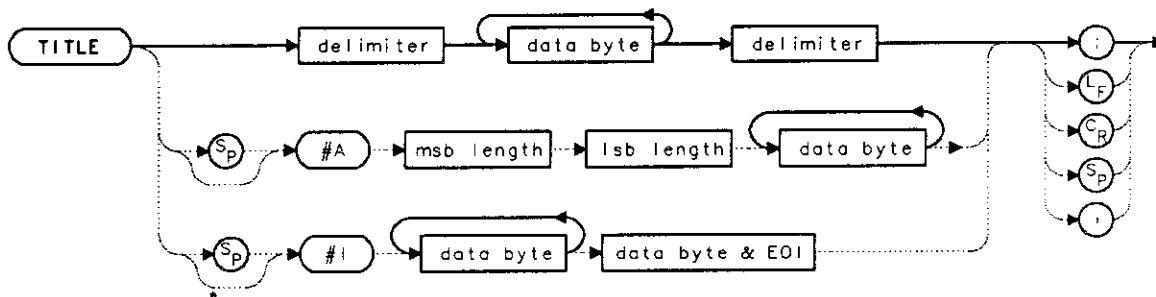 TITLE delimiter data byte delimiter ;
LF
CR
SP #A msb length lsb length data byte
SP
,
SP #I data byte data byte & EOI